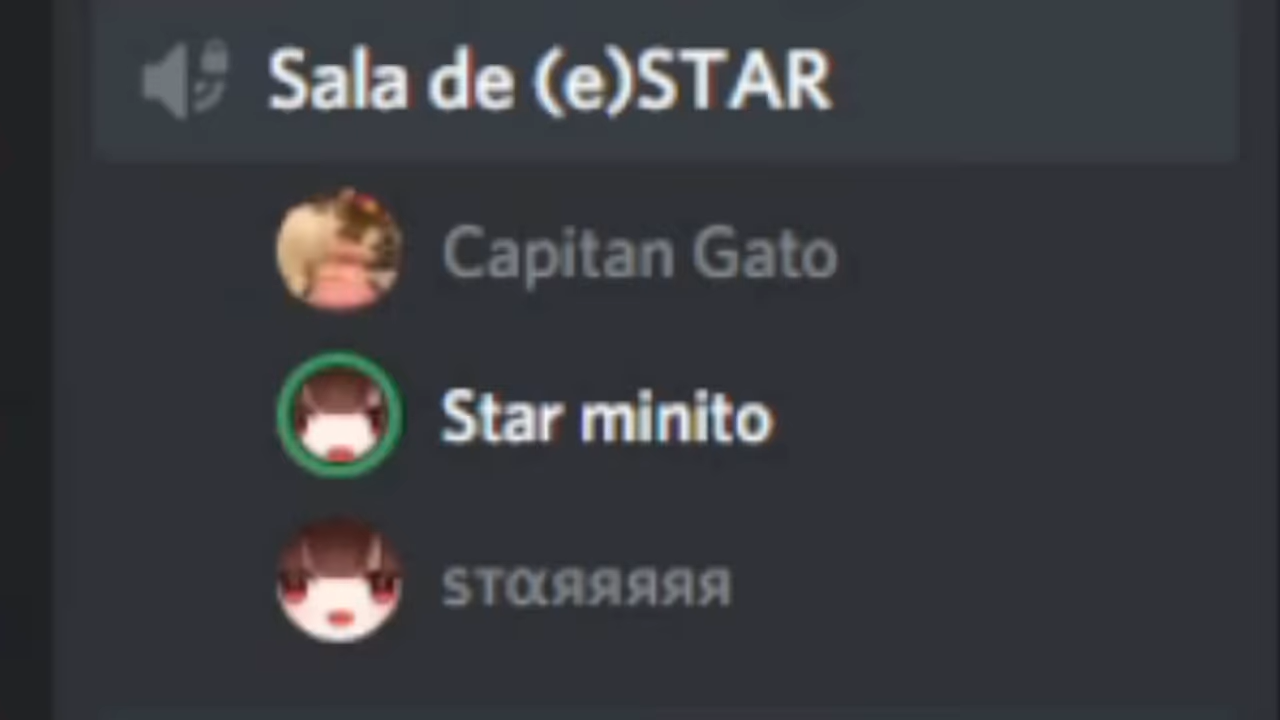 Sala de (e)STAR
Capitan Gato
Star minito
sтαяяяяя